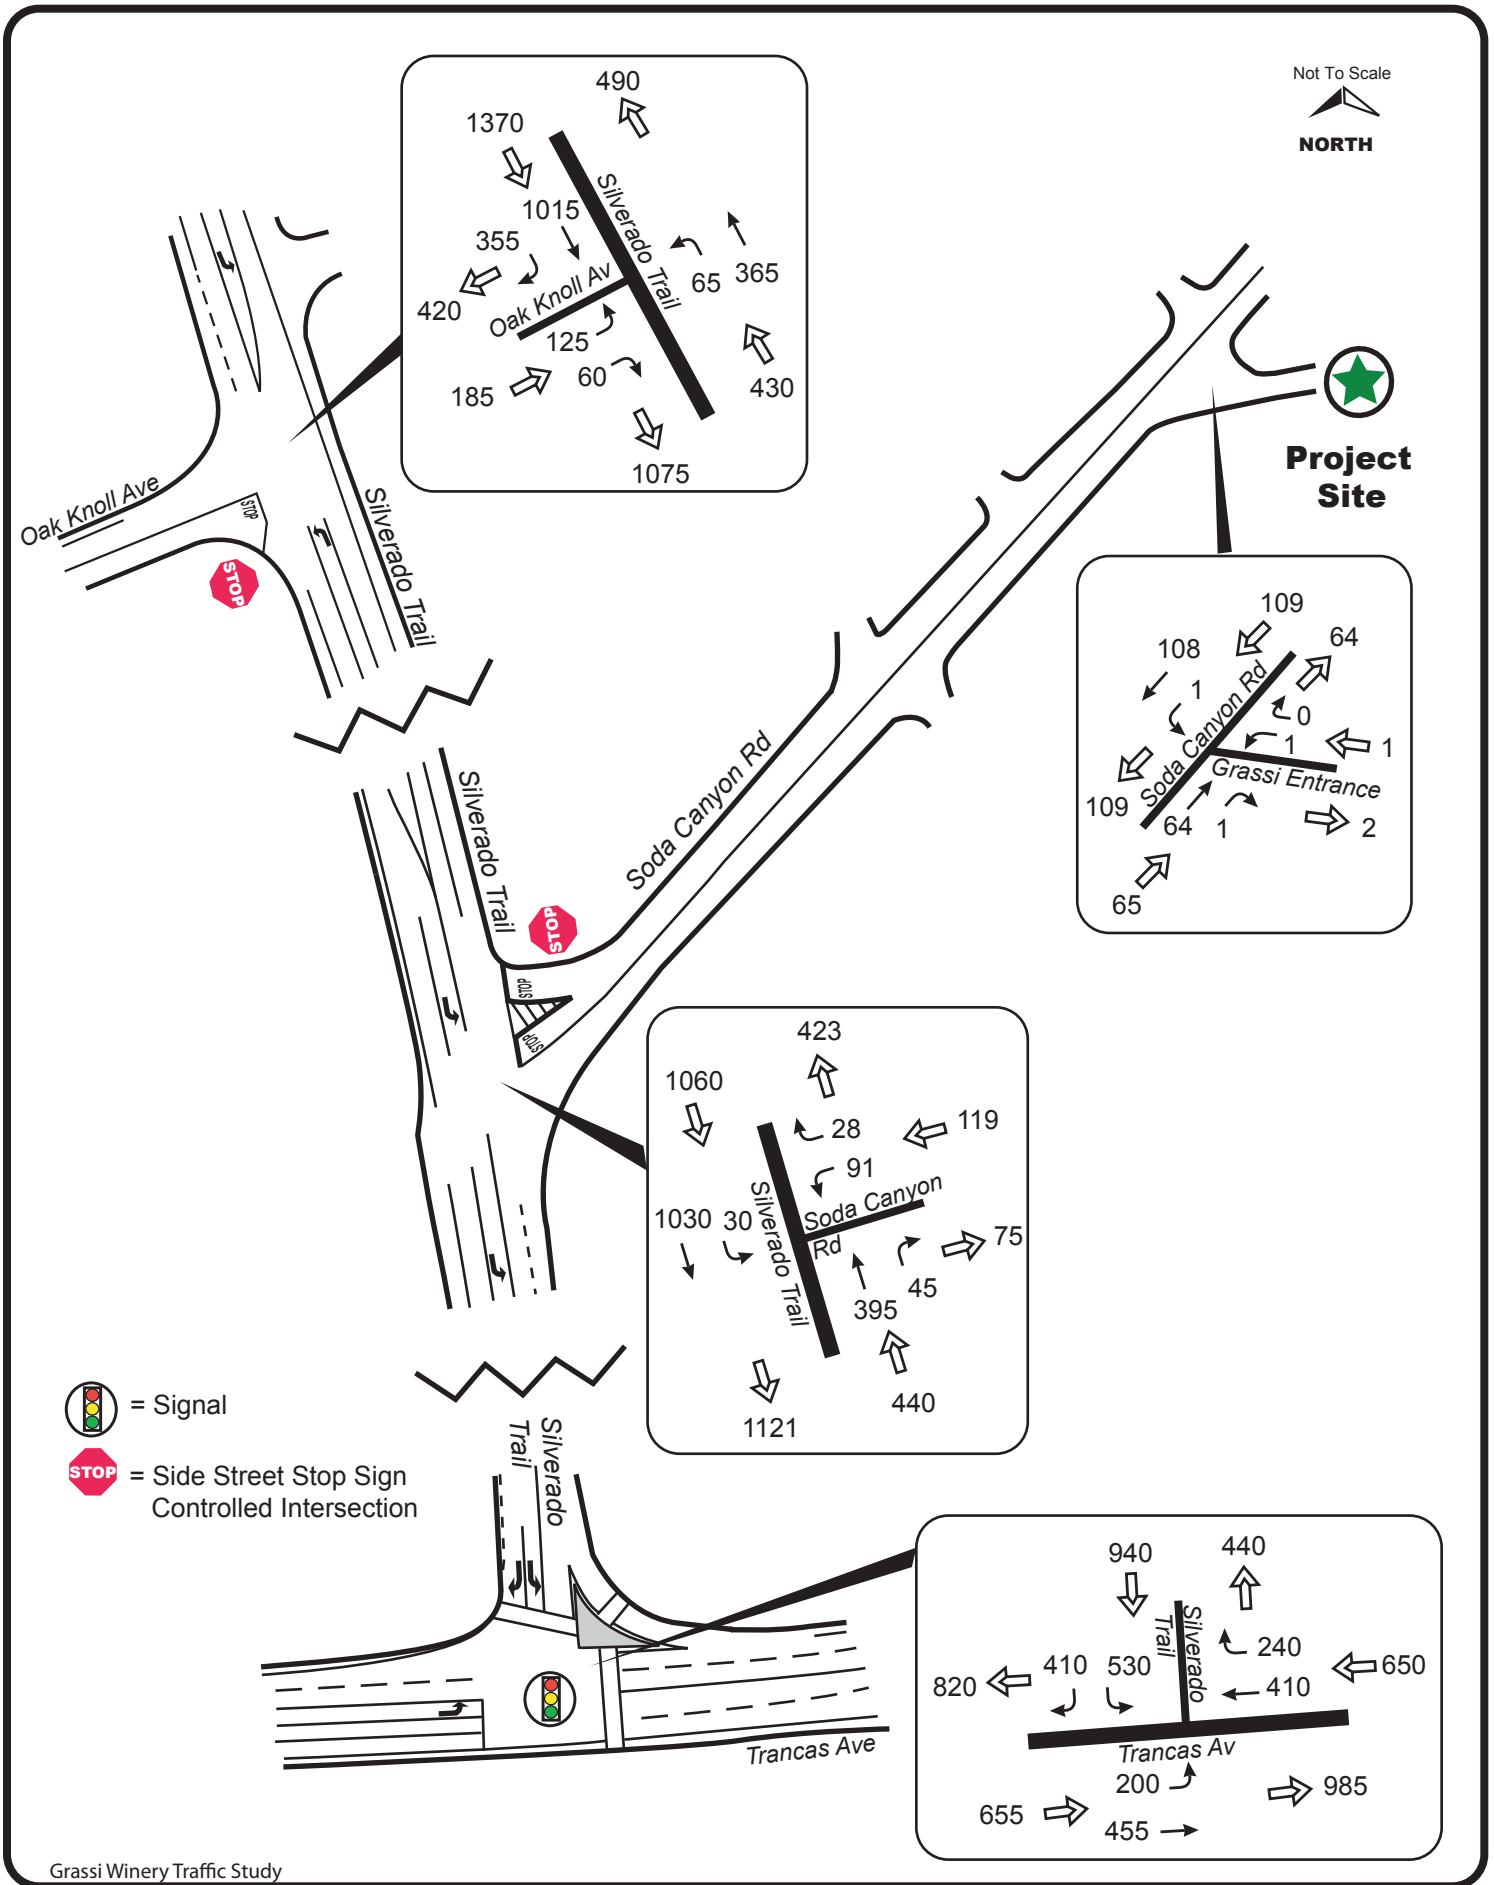 Not To Scale
NORTH
490
1370
1015
Silverado Trail
355
365
65
420
Oak Knoll Av
125
60
185
430
1075
Oak Knoll Ave
STOP
STOP
Silverado Trail
Project
Site
109
64
108
1
0
1
1
Soda Canyon Rd
Grassi Entrance
109
64
1
2
65
Silverado Trail
Soda Canyon Rd
STOP
STOP
STOP
423
1060
28
119
91
Silverado Trail
Soda Canyon
Rd
1030
30
75
45
395
440
1121
= Signal
STOP
= Side Street Stop Sign
Controlled Intersection
Silverado
Trail
Trancas Ave
940
440
Silverado
Trail
240
410
530
650
820
410
Trancas Av
200
985
655
455
Grassi Winery Traffic Study